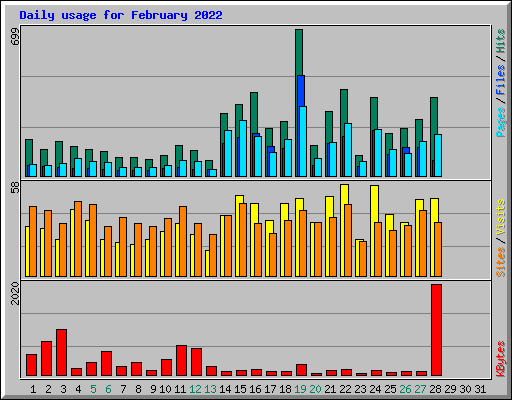 Daily usage for February 2022
699
Pages / Files / Hits
58
Sites / Visits
2020
KBytes
1 2 3 4 5 6 7 8 9 10 11 12 13 14 15 16 17 18 19 20 21 22 23 24 25 26 27 28 29 30 31